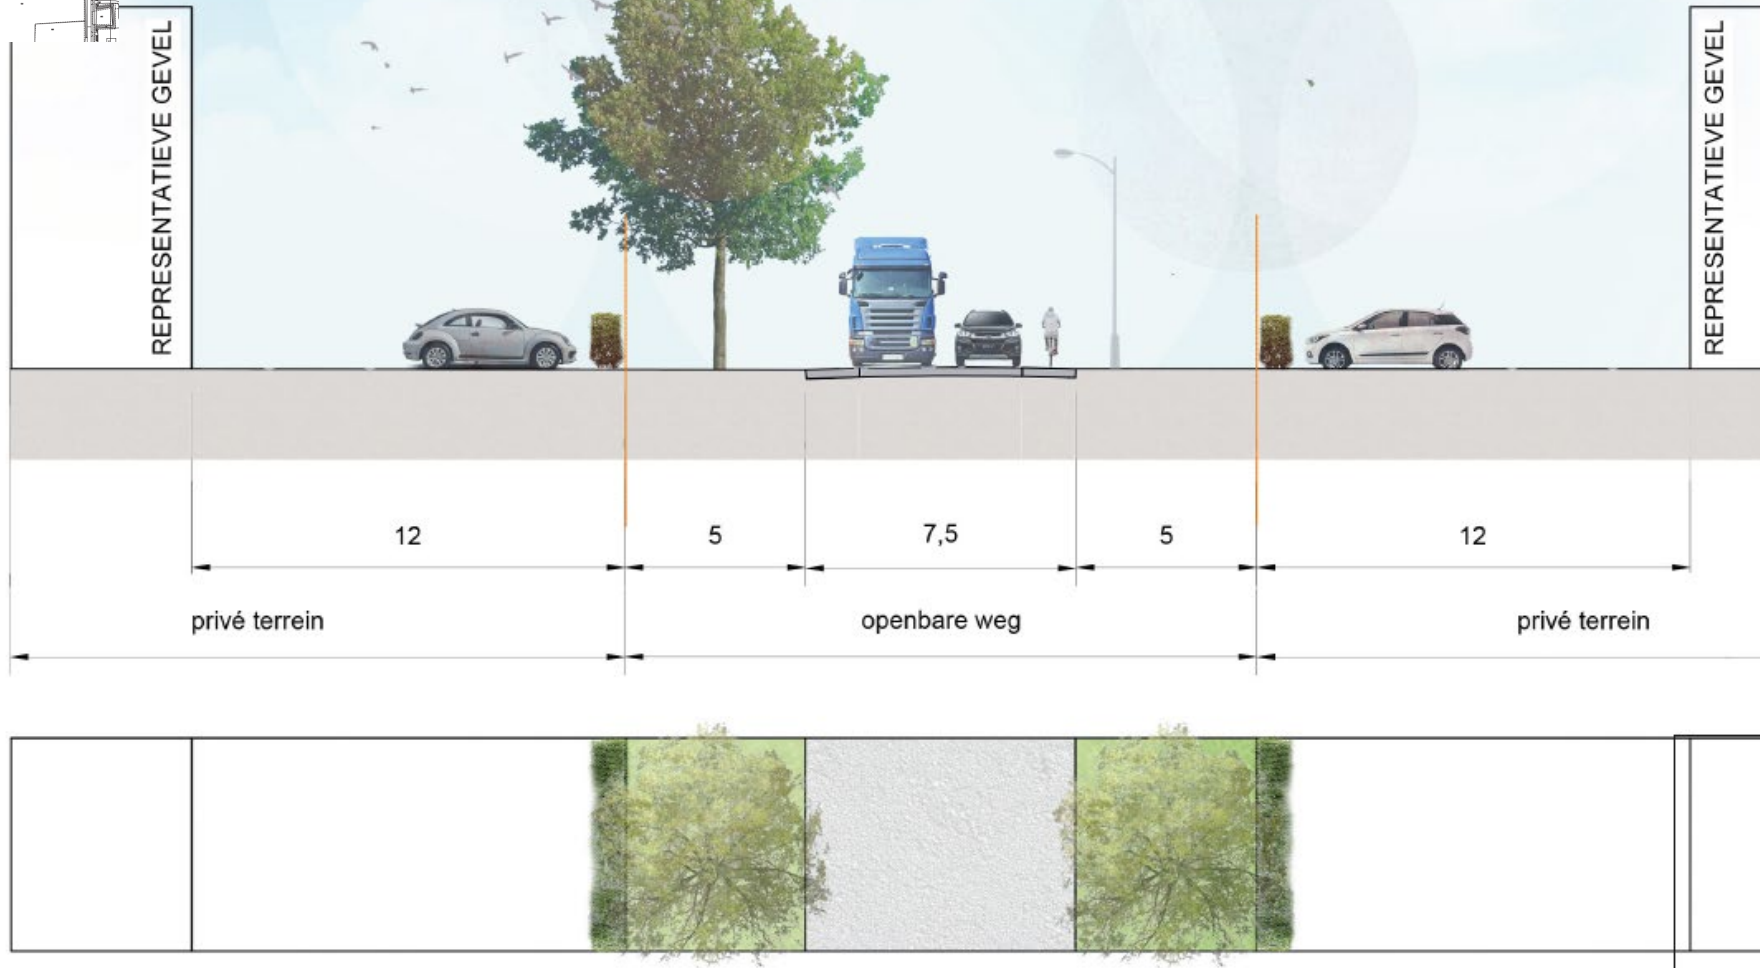 REPRESENTATIEVE GEVEL
REPRESENTATIEVE GEVEL
12
5
7,5
5
12
privé terrein
openbare weg
privé terrein